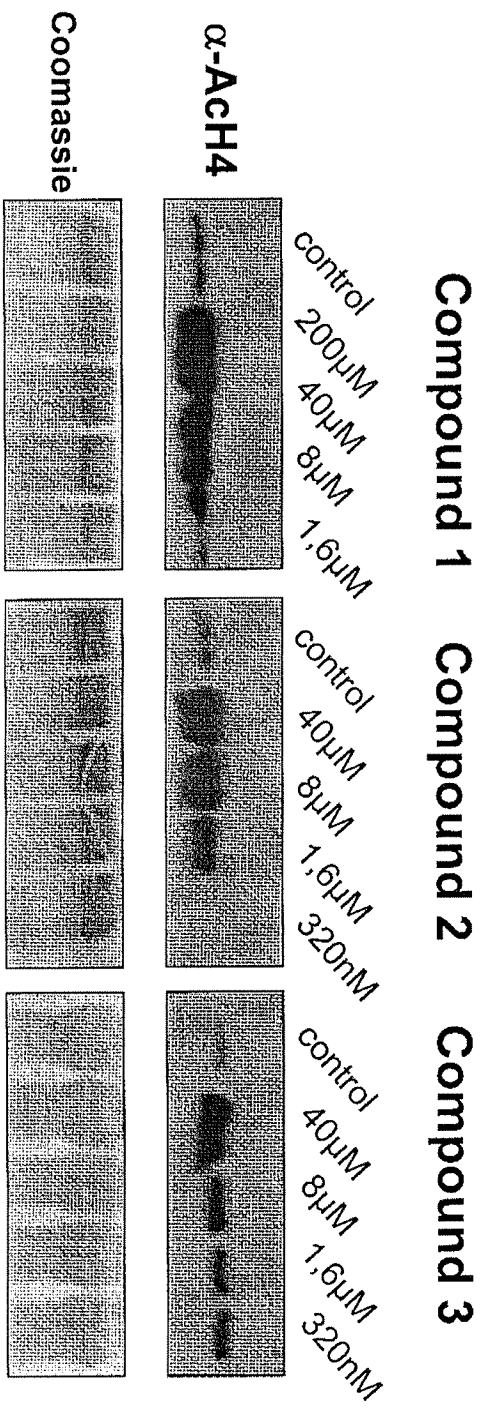 Compound 1 Compound 2 Compound 3
control 200µM 40µM 8µM 1,6µM control 40µM 8µM 1,6µM 320nM control 40µM 8µM 1,6µM 320nM
α-AcH4
Coomassie